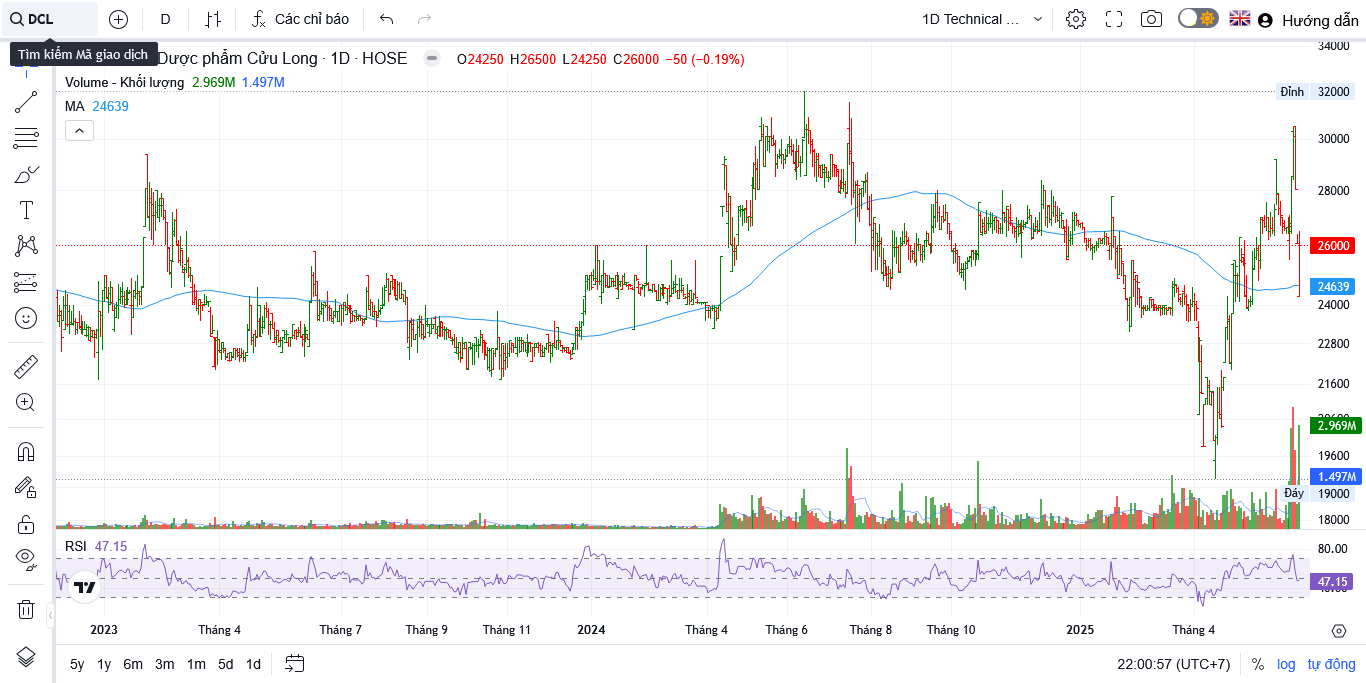 DCL D Các chỉ báo 1D Technical ... Hướng dẫn
Tìm kiếm Mã giao dịch
Dược phẩm Cửu Long · 1D · HOSE O24250 H26500 L24250 C26000 −50 (−0.19%)
Volume - Khối lượng 2.969M 1.497M
MA 24639
34000
Đỉnh 32000
30000
28000
26000
24639
24000
22800
21600
2.969M
19600
1.497M
Đáy 19000
18000
RSI 47.15
80.00
47.15
2023 Tháng 4 Tháng 7 Tháng 9 Tháng 11 2024 Tháng 4 Tháng 6 Tháng 8 Tháng 10 2025 Tháng 4
5y 1y 6m 3m 1m 5d 1d 22:00:57 (UTC+7) % log tự động